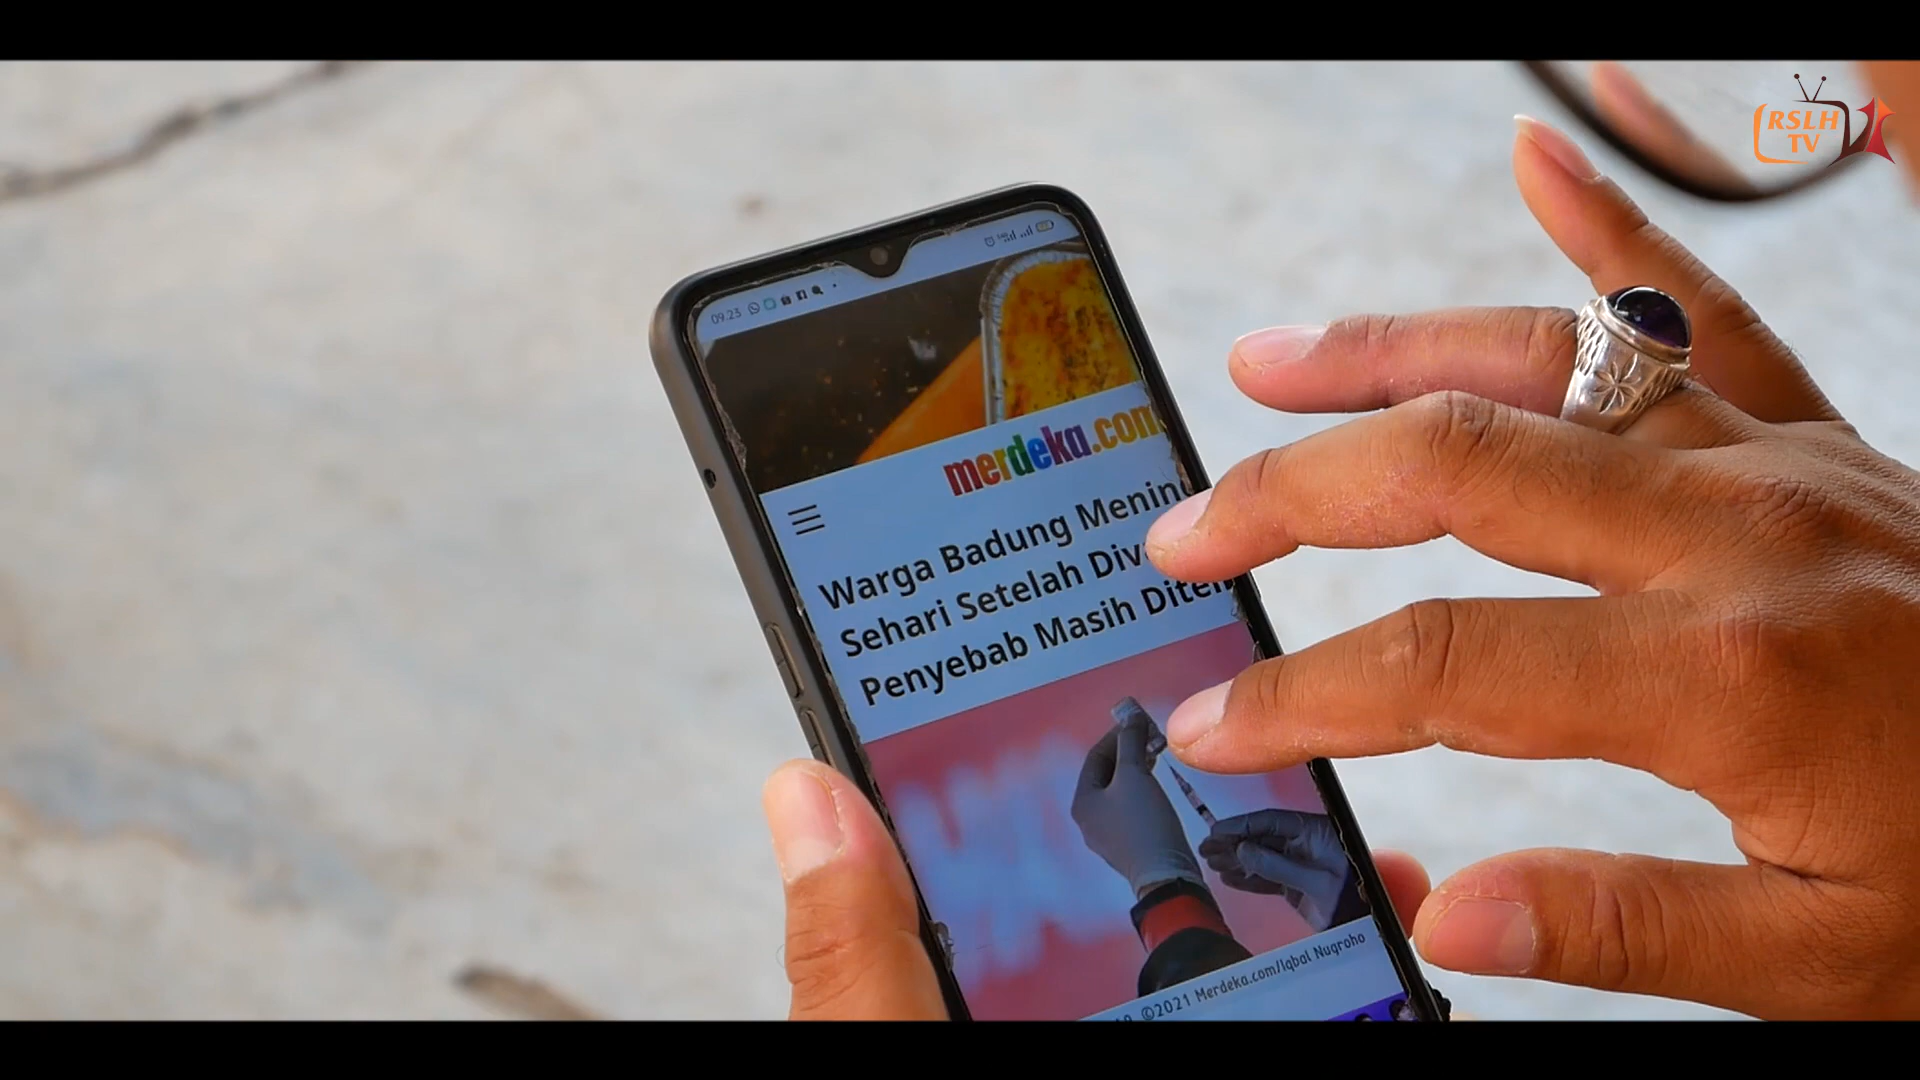 RSLH
TV
09.23
merdeka.com
Warga Badung Menin
Sehari Setelah Div
Penyebab Masih Dite
©2021 Merdeka.com/Iqbal Nugroho